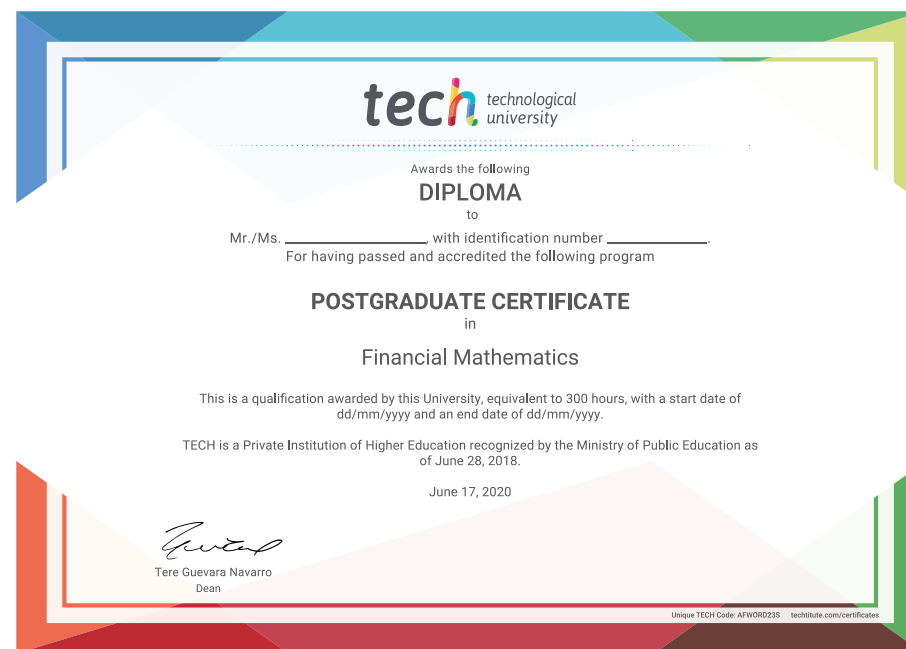 tech technological
university
Awards the following
DIPLOMA
to
Mr./Ms. ____________________, with identification number ______________.
For having passed and accredited the following program
POSTGRADUATE CERTIFICATE
in
Financial Mathematics
This is a qualification awarded by this University, equivalent to 300 hours, with a start date of
dd/mm/yyyy and an end date of dd/mm/yyyy.
TECH is a Private Institution of Higher Education recognized by the Ministry of Public Education as
of June 28, 2018.
June 17, 2020
Tere Guevara Navarro
Dean
Unique TECH Code: AFWORD23S techtitute.com/certificates